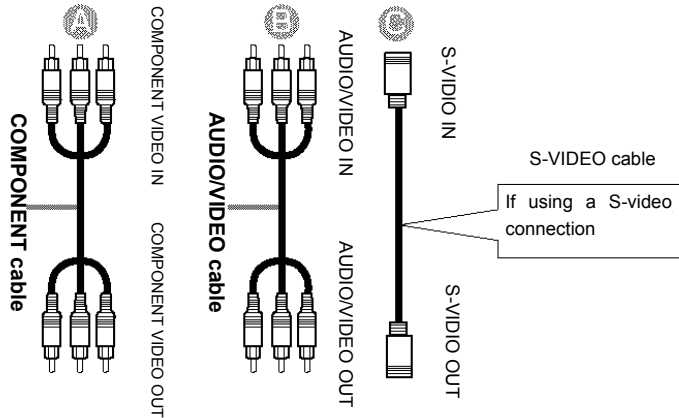 A
COMPONENT VIDEO IN
COMPONENT cable
COMPONENT VIDEO OUT
B
AUDIO/VIDEO IN
AUDIO/VIDEO cable
AUDIO/VIDEO OUT
C
S-VIDIO IN
S-VIDEO cable
If using a S-video
connection
S-VIDIO OUT